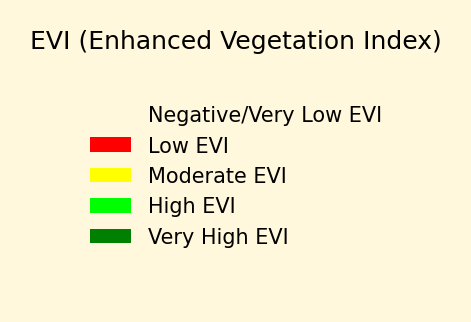 EVI (Enhanced Vegetation Index)
Negative/Very Low EVI
Low EVI
Moderate EVI
High EVI
Very High EVI